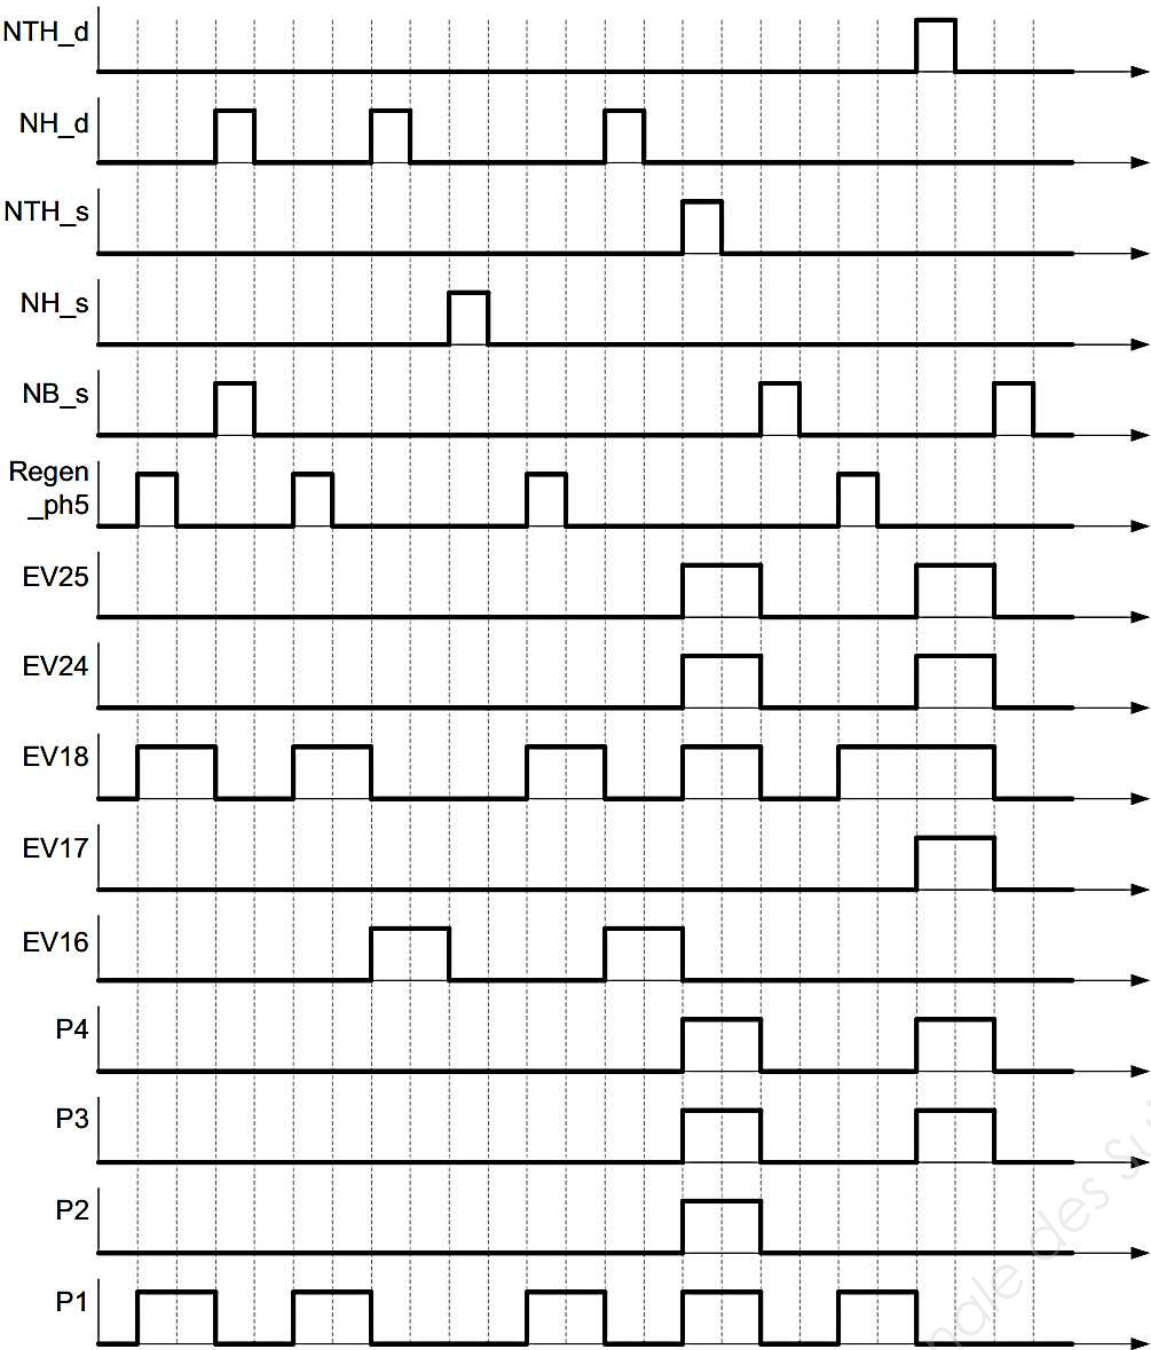 NTH_d
NH_d
NTH_s
NH_s
NB_s
Regen
_ph5
EV25
EV24
EV18
EV17
EV16
P4
P3
P2
P1